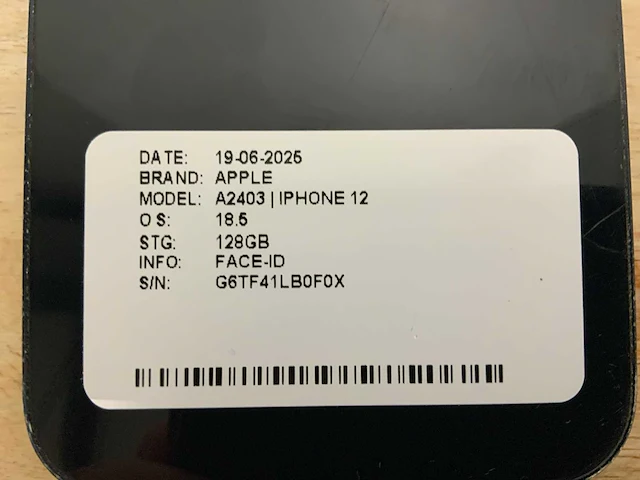 DATE: 19-06-2025
BRAND: APPLE
MODEL: A2403 | IPHONE 12
OS: 18.5
STG: 128GB
INFO: FACE-ID
S/N: G6TF41LB0F0X